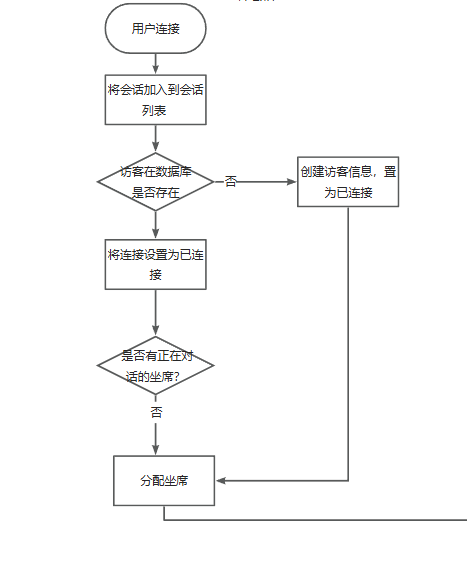 用户连接
将会话加入到会话
列表
访客在数据库
是否存在
否
创建访客信息，置
为已连接
将连接设置为已连
接
是否有正在对
话的坐席？
否
分配坐席